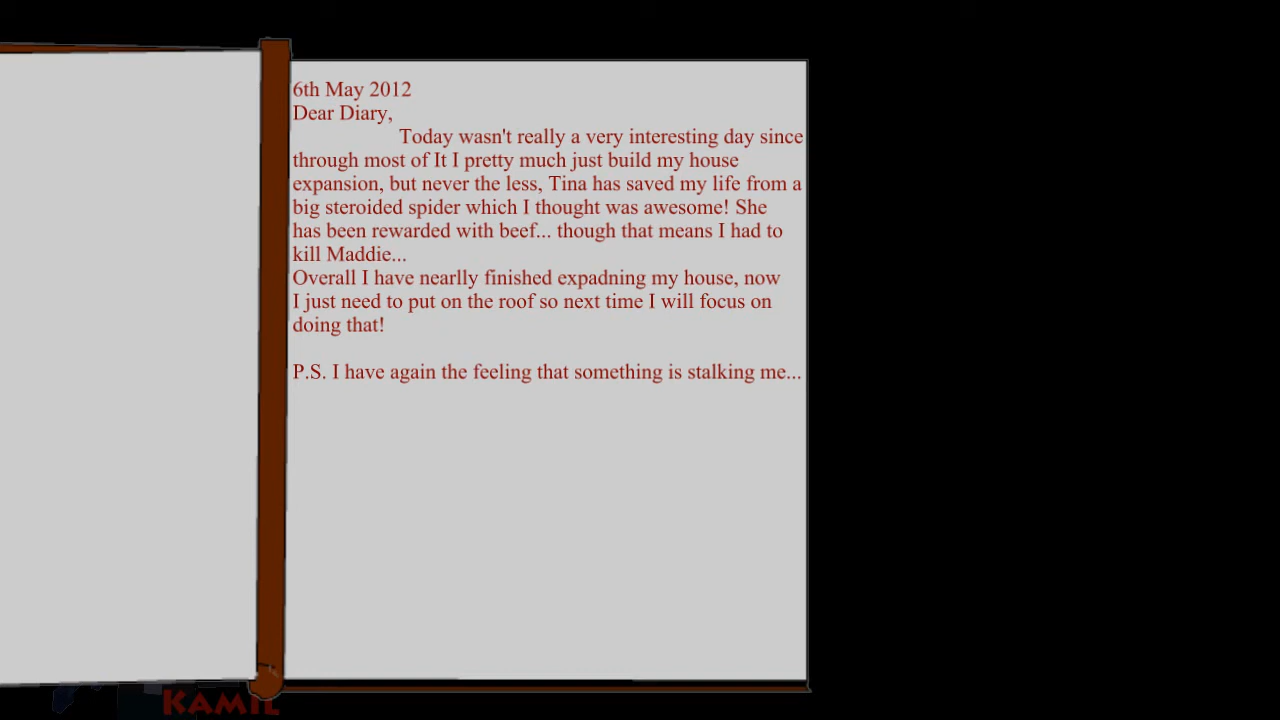 6th May 2012
Dear Diary,
Today wasn't really a very interesting day since
through most of It I pretty much just build my house
expansion, but never the less, Tina has saved my life from a
big steroided spider which I thought was awesome! She
has been rewarded with beef... though that means I had to
kill Maddie...
Overall I have nearlly finished expadning my house, now
I just need to put on the roof so next time I will focus on
doing that!
P.S. I have again the feeling that something is stalking me...
KAMIL